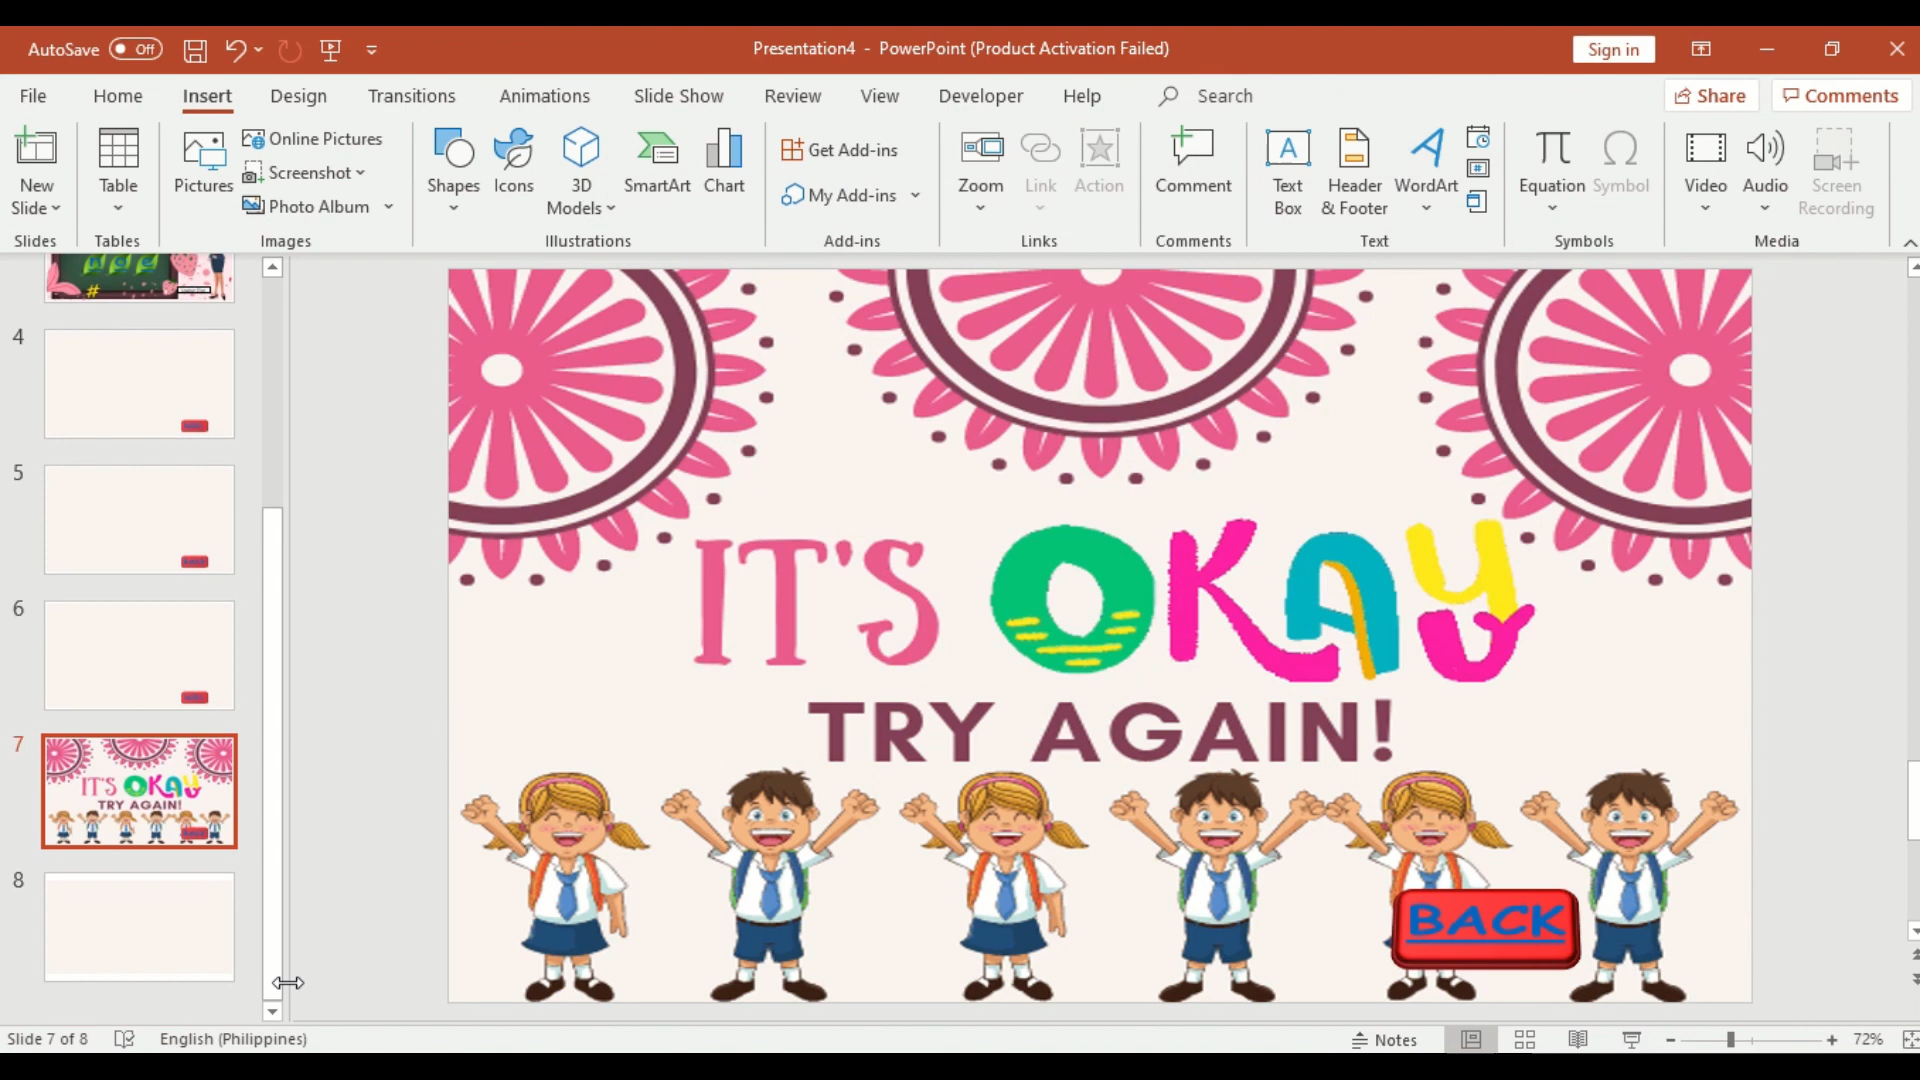 AutoSave Off
Presentation4 - PowerPoint (Product Activation Failed)
Sign in
File Home Insert Design Transitions Animations Slide Show Review View Developer Help Search
Share Comments
New Slide
Table
Pictures
Online Pictures
Screenshot
Photo Album
Shapes
Icons
3D Models
SmartArt
Chart
Get Add-ins
My Add-ins
Zoom
Link
Action
Comment
Text Box
Header & Footer
WordArt
Equation
Symbol
Video
Audio
Screen Recording
Slides Tables Images Illustrations Add-ins Links Comments Text Symbols Media
4
5
6
7
IT'S OKAY
TRY AGAIN!
8
IT'S OKAY
TRY AGAIN!
BACK
Slide 7 of 8
English (Philippines)
Notes
72%